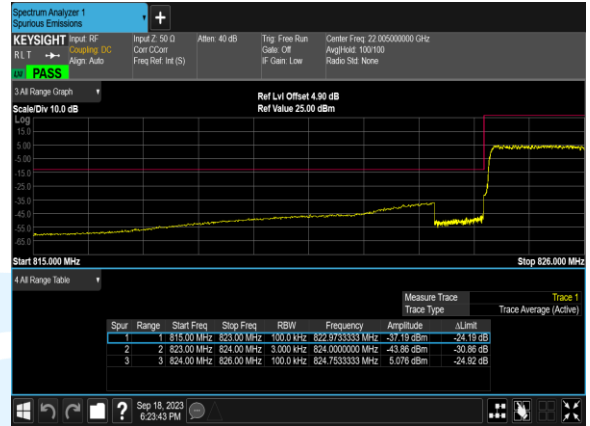 Spectrum Analyzer 1
Spurious Emissions
+
KEYSIGHT Input: RF Input Z: 50 Ω Atten: 40 dB Trig: Free Run Center Freq: 22.005000000 GHz
RLT Coupling: DC Corr CCorr Gate: Off Avg|Hold: 100/100
Align: Auto Freq Ref: Int (S) IF Gain: Low Radio Std: None
PASS
3 All Range Graph
Ref Lvl Offset 4.90 dB
Scale/Div 10.0 dB Ref Value 25.00 dBm
Log
15.0
5.00
-5.00
-15.0
-25.0
-35.0
-45.0
-55.0
-65.0
Start 815.000 MHz Stop 826.000 MHz
4 All Range Table
Measure Trace Trace 1
Trace Type Trace Average (Active)
Spur Range Start Freq Stop Freq RBW Frequency Amplitude ΔLimit
1 1 815.00 MHz 823.00 MHz 100.0 kHz 822.9733333 MHz -37.19 dBm -24.19 dB
2 2 823.00 MHz 824.00 MHz 3.000 kHz 824.0000000 MHz -43.86 dBm -30.86 dB
3 3 824.00 MHz 826.00 MHz 100.0 kHz 824.7533333 MHz 5.076 dBm -24.92 dB
? Sep 18, 2023
6:23:43 PM